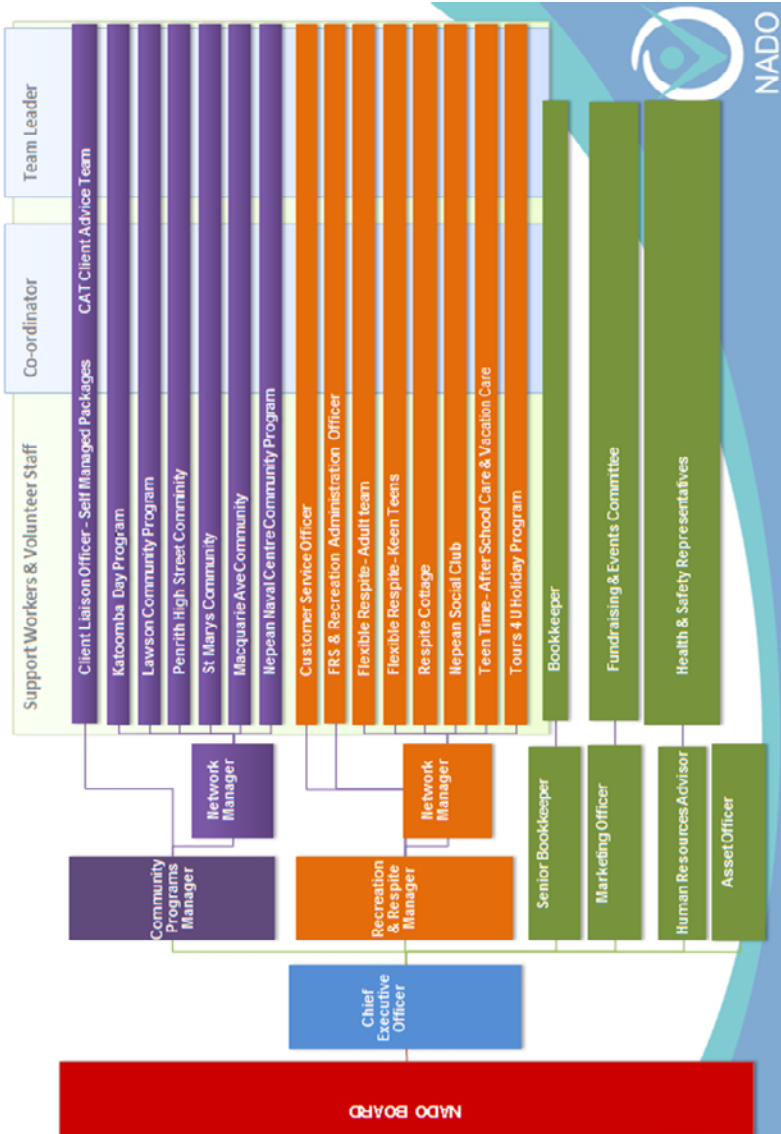 NADO BOARD
Chief
Executive
Officer
Community
Programs
Manager
Recreation
& Respite
Manager
Senior Bookkeeper
Marketing Officer
Human Resources Advisor
Asset Officer
Network
Manager
Network
Manager
Support Workers & Volunteer Staff
Co-ordinator
Team Leader
Client Liaison Officer – Self Managed Packages
CAT Client Advice Team
Katoomba Day Program
Lawson Community Program
Penrith High Street Comminity
St Marys Community
Macquarie Ave Community
Nepean Naval Centre Community Program
Customer Service Officer
FRS & Recreation Administration Officer
Flexible Respite- Adult team
Flexible Respite- Keen Teens
Respite Cottage
Nepean Social Club
Teen Time- After School Care & Vacation Care
Tours 4 U Holiday Program
Bookkeeper
Fundraising & Events Committee
Health & Safety Representatives
NADO